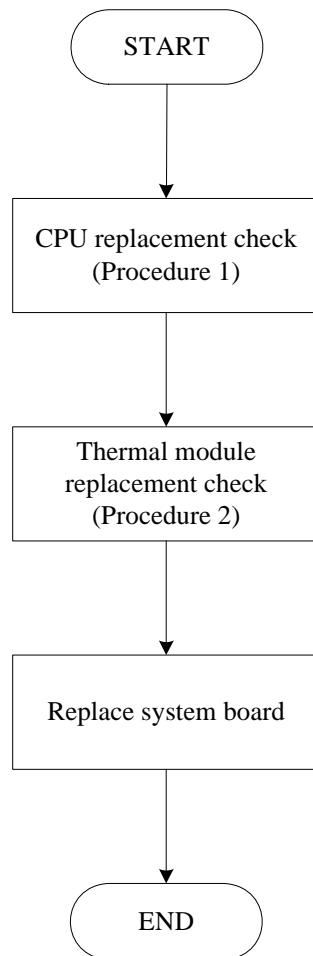 START
CPU replacement check
(Procedure 1)
Thermal module
replacement check
(Procedure 2)
Replace system board
END